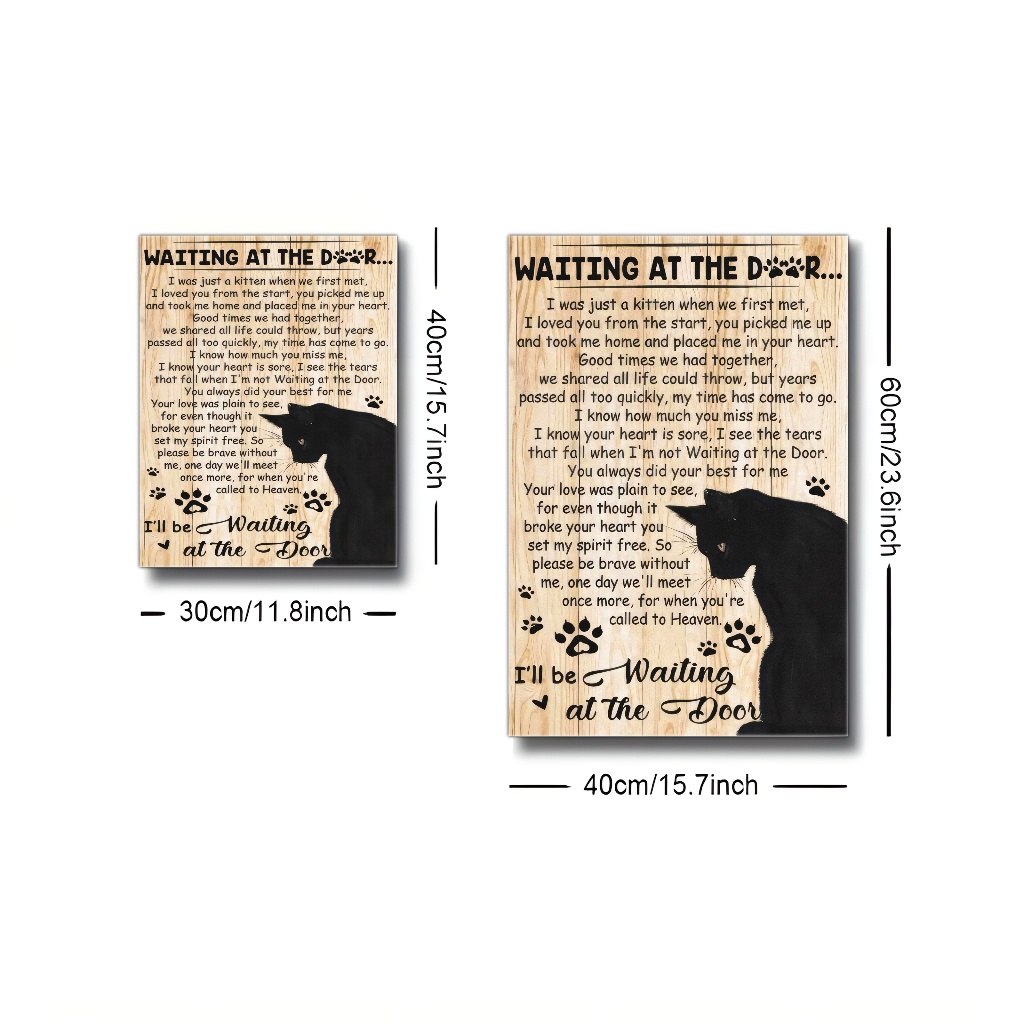 WAITING AT THE DOOR...
I was just a kitten when we first met,
I loved you from the start, you picked me up
and took me home and placed me in your heart.
Good times we had together,
we shared all life could throw, but years
passed all too quickly, my time has come to go.
I know how much you miss me,
I know your heart is sore, I see the tears
that fall when I'm not Waiting at the Door.
You always did your best for me
Your love was plain to see,
for even though it
broke your heart you
set my spirit free. So
please be brave without
me, one day we'll meet
once more, for when you're
called to Heaven.
I'll be Waiting
at the Door
40cm/15.7inch
30cm/11.8inch
WAITING AT THE DOOR...
I was just a kitten when we first met,
I loved you from the start, you picked me up
and took me home and placed me in your heart.
Good times we had together,
we shared all life could throw, but years
passed all too quickly, my time has come to go.
I know how much you miss me,
I know your heart is sore, I see the tears
that fall when I'm not Waiting at the Door.
You always did your best for me
Your love was plain to see,
for even though it
broke your heart you
set my spirit free. So
please be brave without
me, one day we'll meet
once more, for when you're
called to Heaven.
I'll be Waiting
at the Door
60cm/23.6inch
40cm/15.7inch